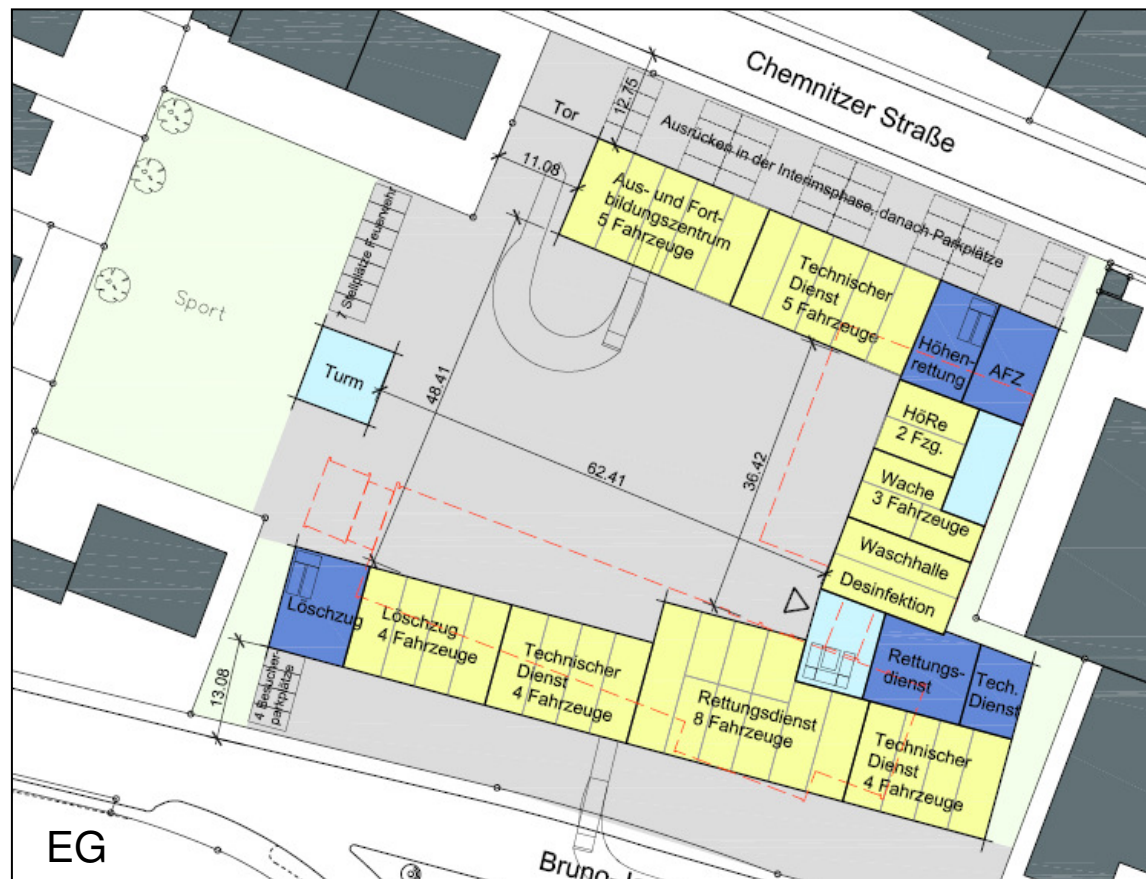 Chemnitzer Straße
12.75
Tor
Ausrücken in der Interimsphase, danach Parkplätze
11.08
Aus- und Fort-
bildungszentrum
5 Fahrzeuge
7 Stellplätze Feuerwehr
Technischer
Dienst
5 Fahrzeuge
Sport
Höhen-
rettung
AFZ
Turm
48.41
HöRe
2 Fzg.
62.41
36.42
Wache
3 Fahrzeuge
Waschhalle
Desinfektion
Löschzug
Löschzug
4 Fahrzeuge
Technischer
Dienst
4 Fahrzeuge
Rettungs-
dienst
Tech.
Dienst
4 Besucher-
parkplätze
13.08
Rettungsdienst
8 Fahrzeuge
Technischer
Dienst
4 Fahrzeuge
EG